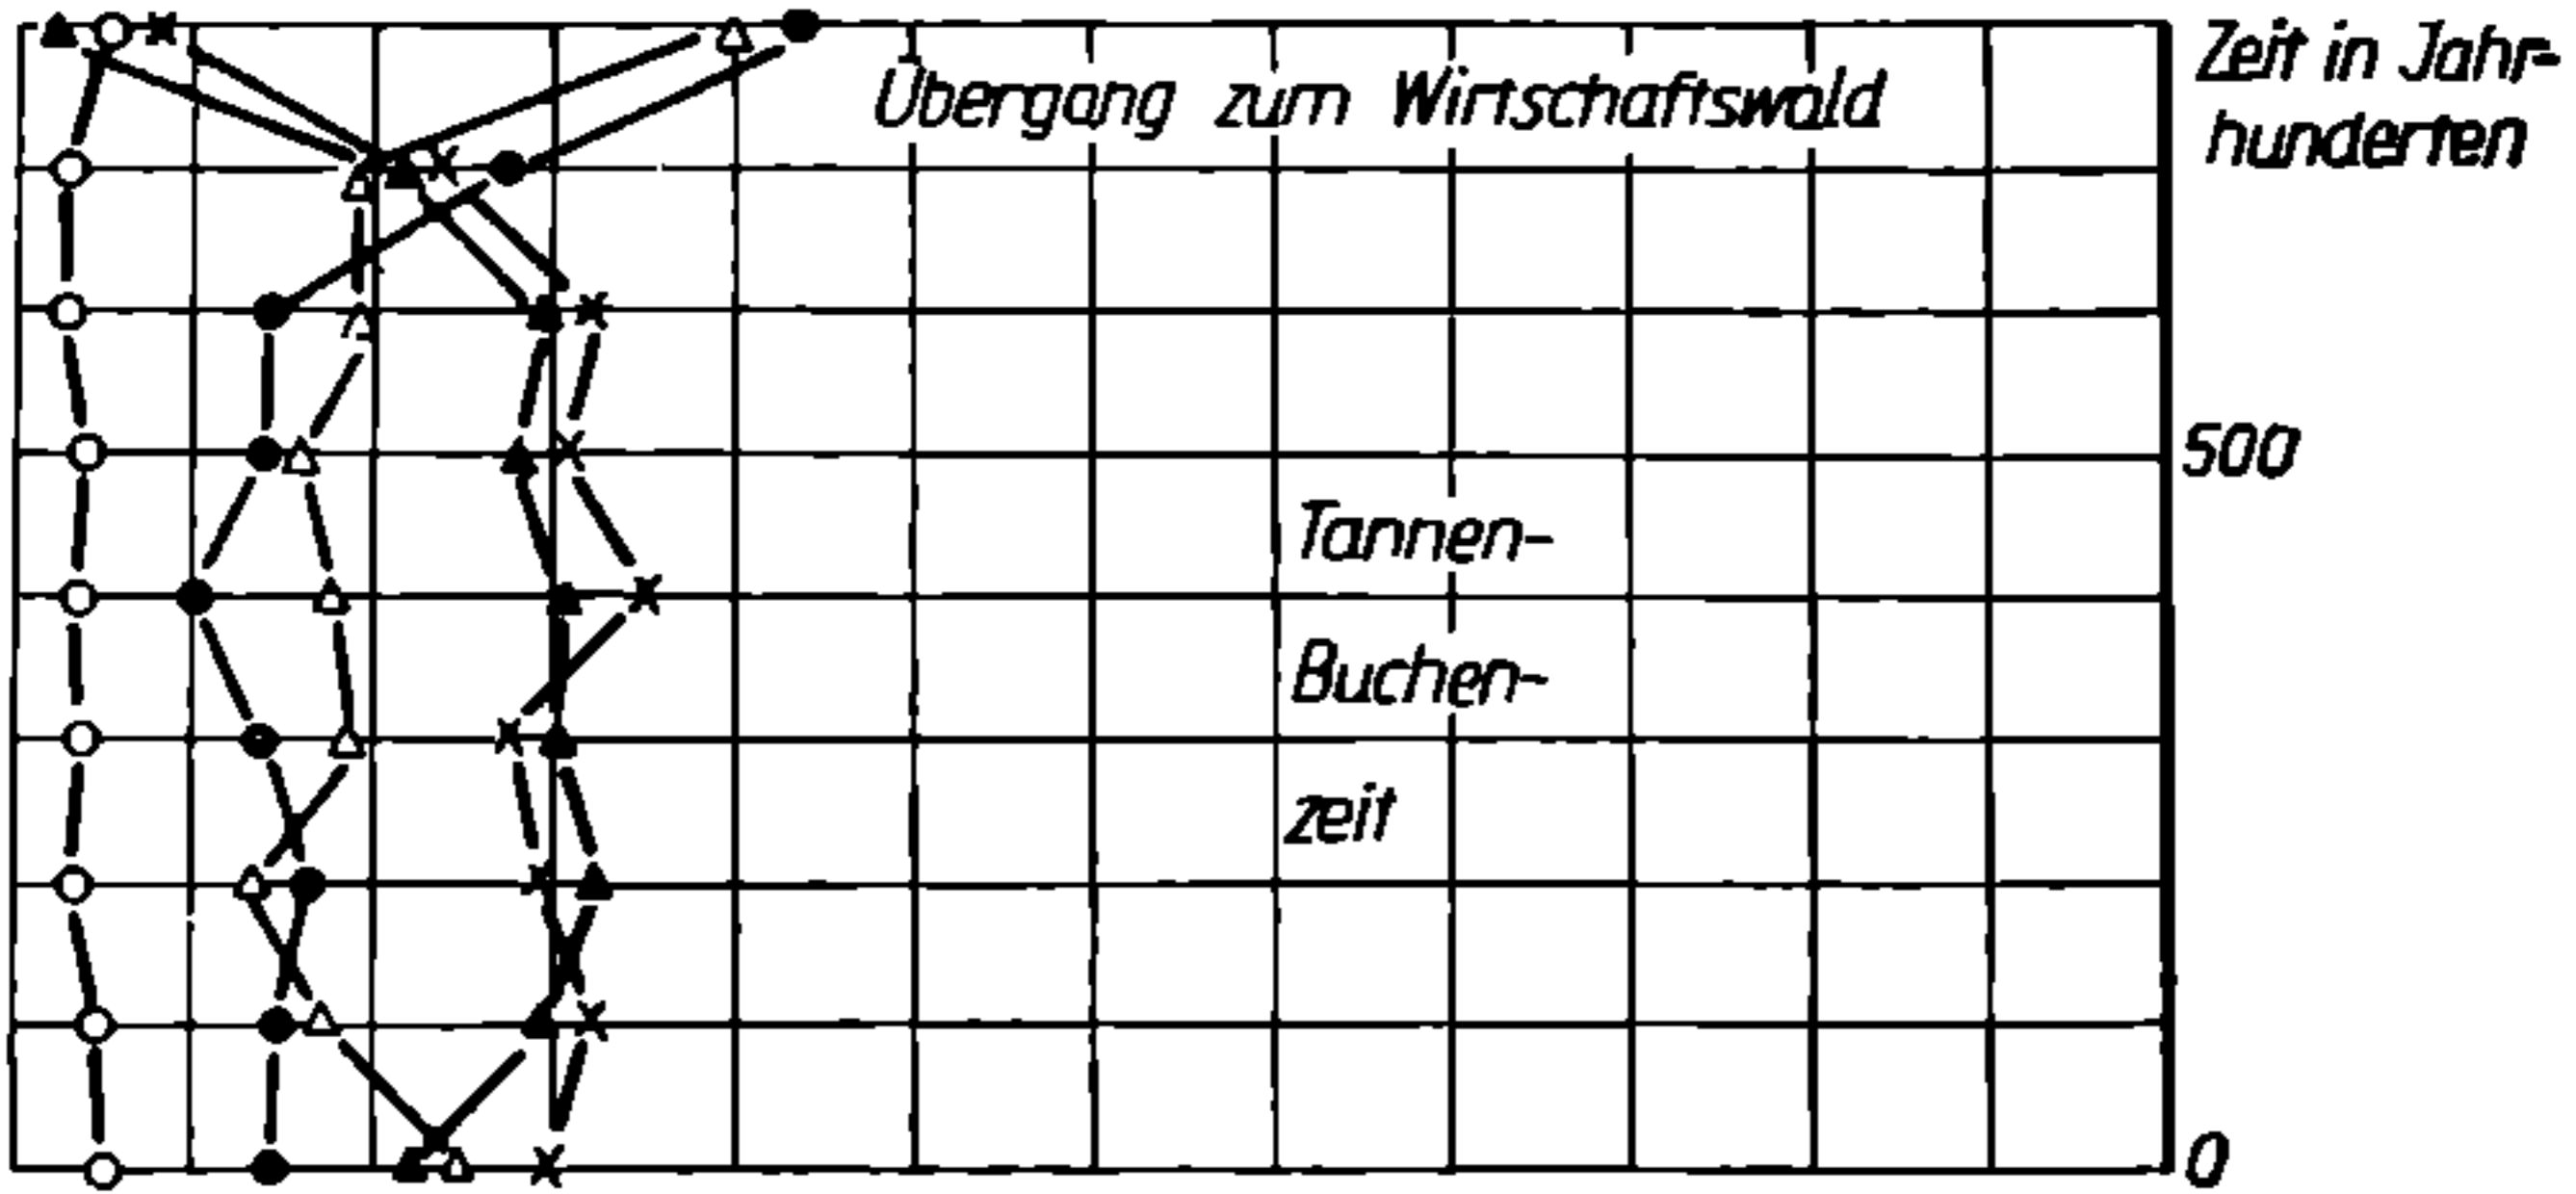 Übergang zum Wirtschaftswald
Zeit in Jahr-
hunderten
500
Tannen-
Buchen-
zeit
0